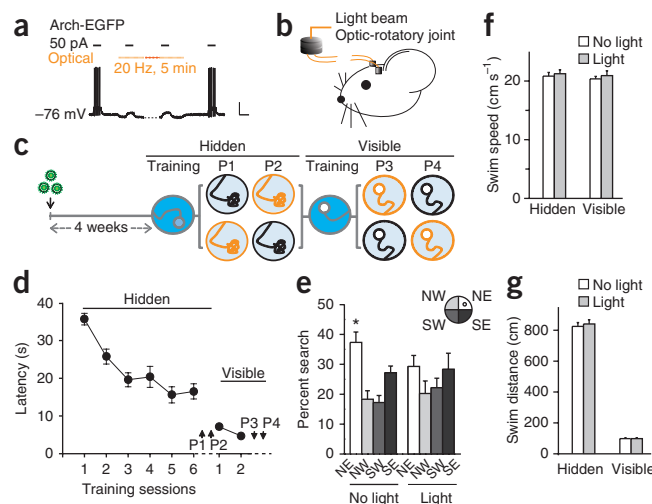 a
Arch-EGFP
50 pA
Optical
20 Hz, 5 min
–76 mV
b
Light beam
Optic-rotatory joint
c
Hidden
Visible
Training P1 P2
Training P3 P4
4 weeks
d
Latency (s)
40
30
20
10
0
Hidden
Visible
P3 P4
P1 P2
1 2 3 4 5 6 1 2
Training sessions
e
Percent search
50
40
30
20
10
0
*
NW NE
SW SE
NE NW SW SE NE NW SW SE
No light Light
f
Swim speed (cm s⁻¹)
30
20
10
0
No light
Light
Hidden Visible
g
Swim distance (cm)
800
600
400
200
0
No light
Light
Hidden Visible